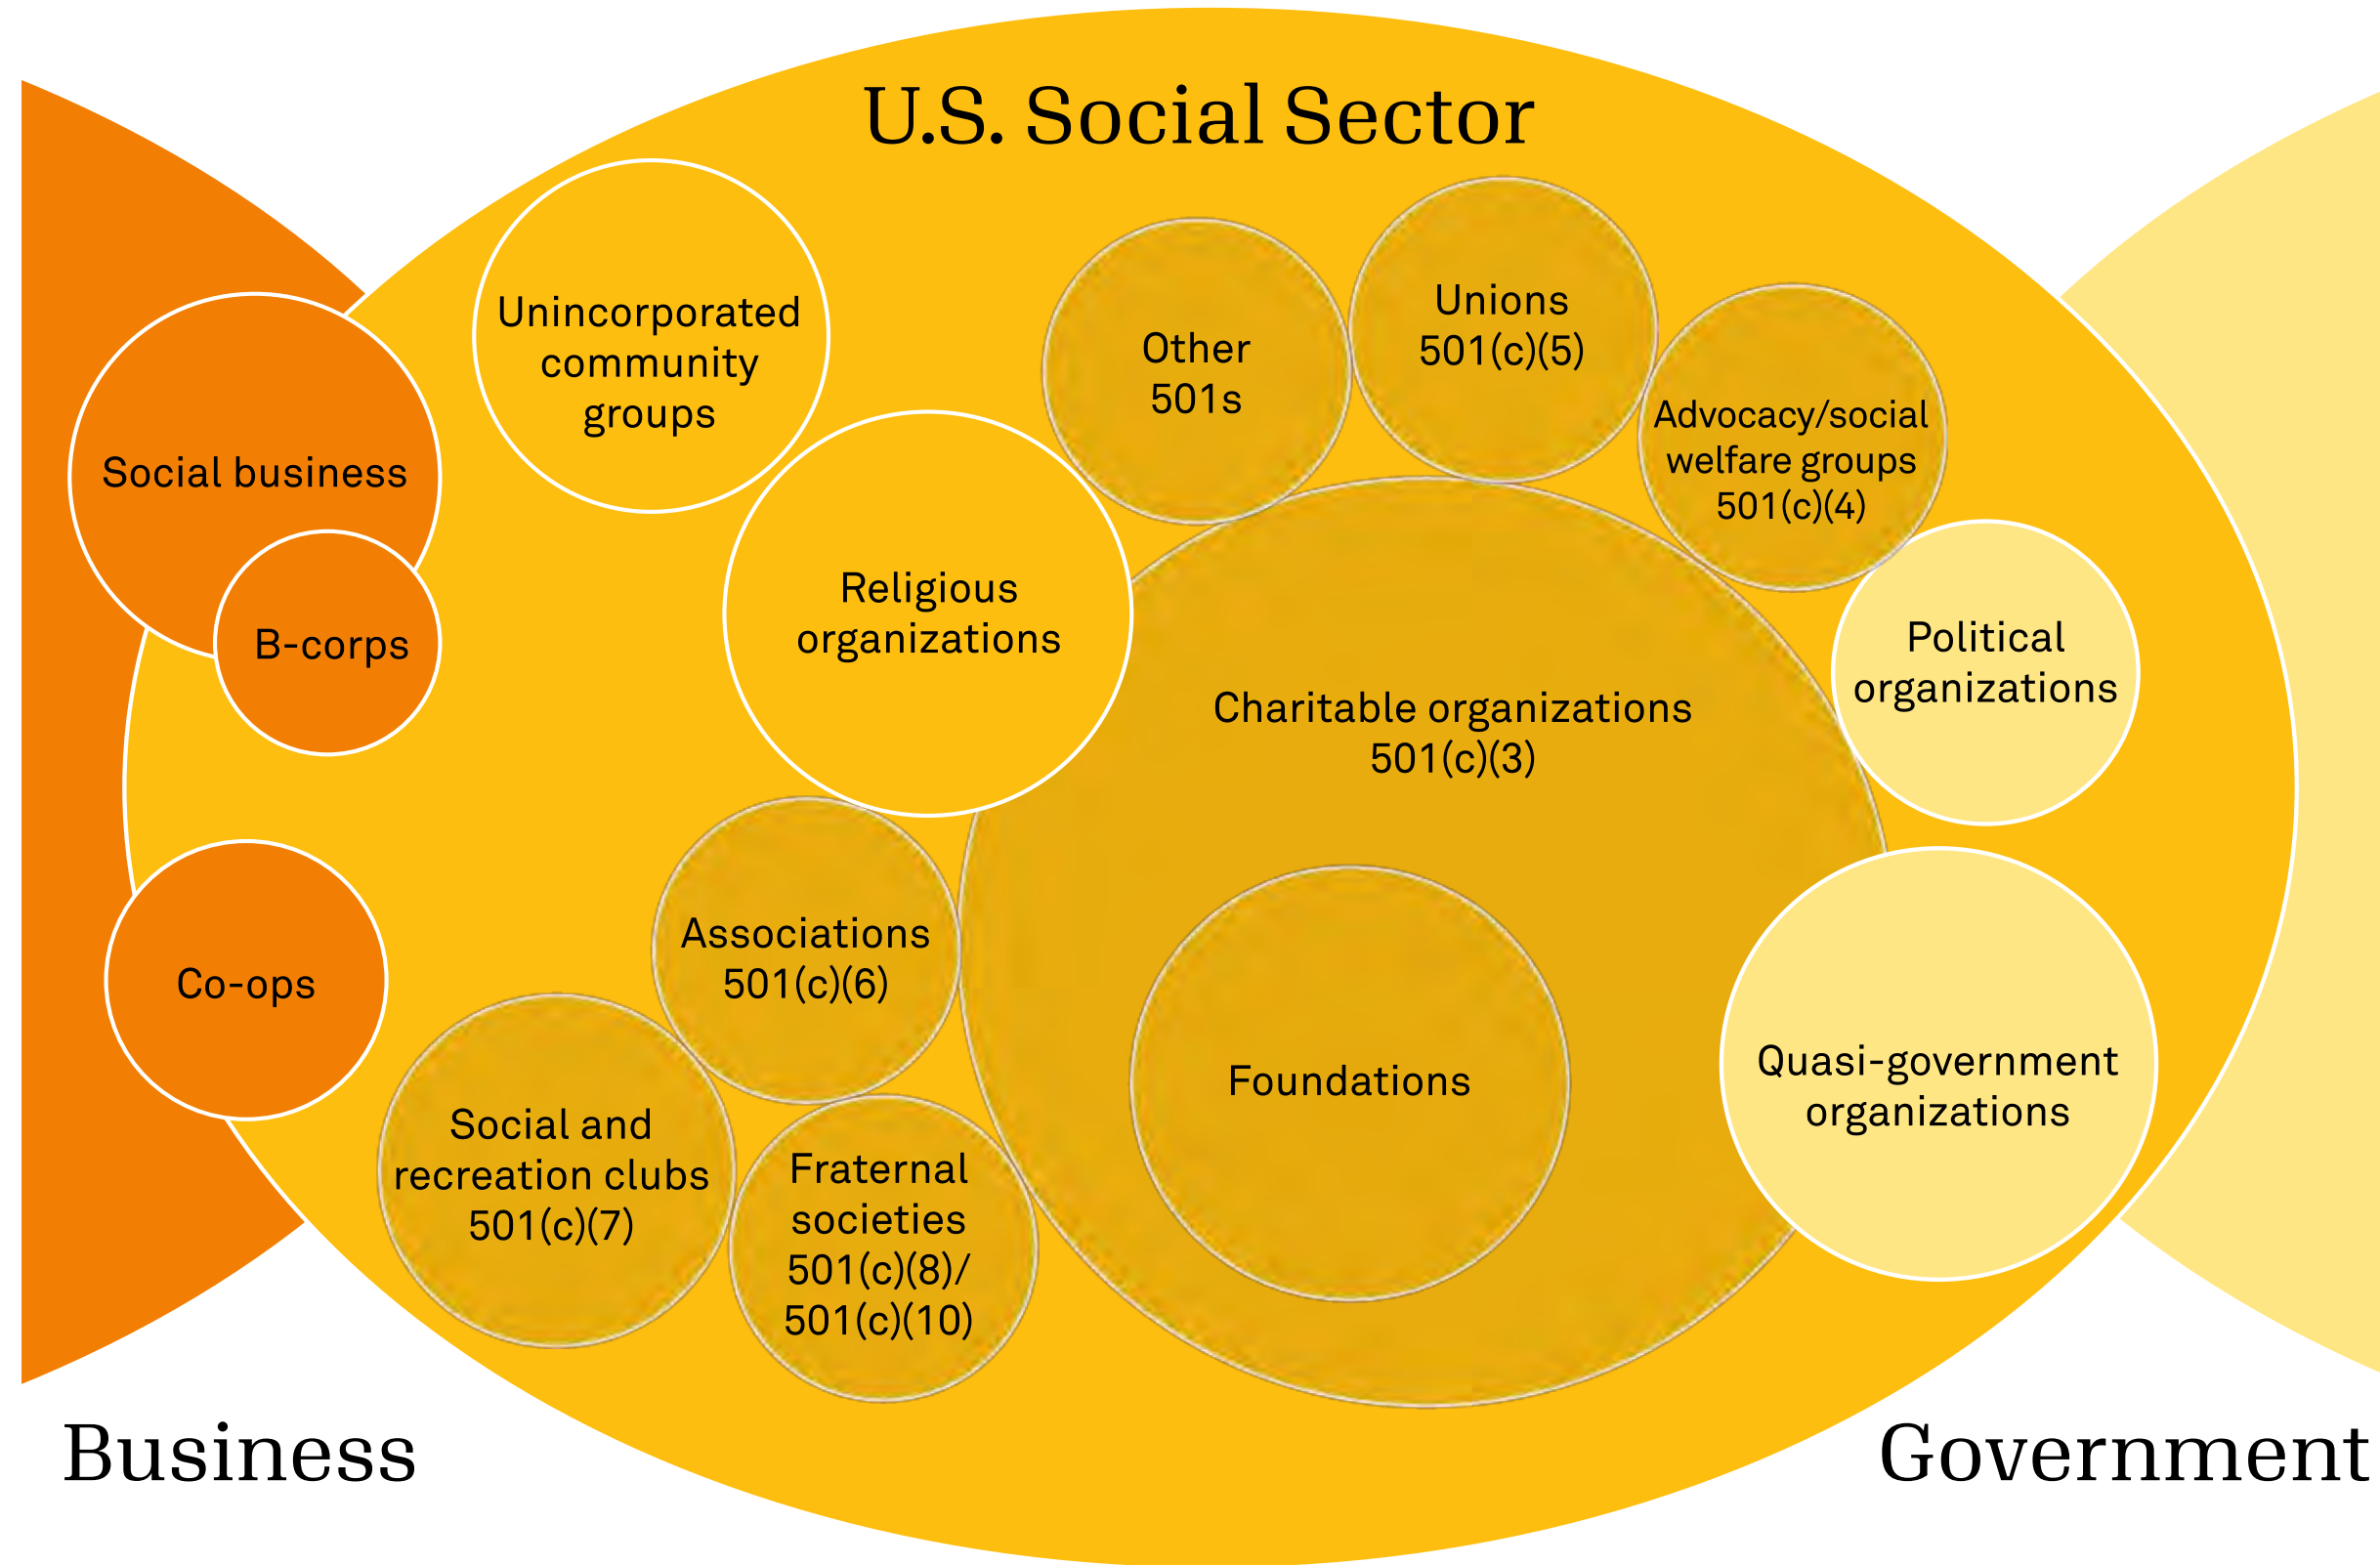 U.S. Social Sector
Unincorporated
community
groups
Other
501s
Unions
501(c)(5)
Advocacy/social
welfare groups
501(c)(4)
Social business
B-corps
Religious
organizations
Charitable organizations
501(c)(3)
Political
organizations
Associations
501(c)(6)
Co-ops
Foundations
Quasi-government
organizations
Social and
recreation clubs
501(c)(7)
Fraternal
societies
501(c)(8)/
501(c)(10)
Business
Government